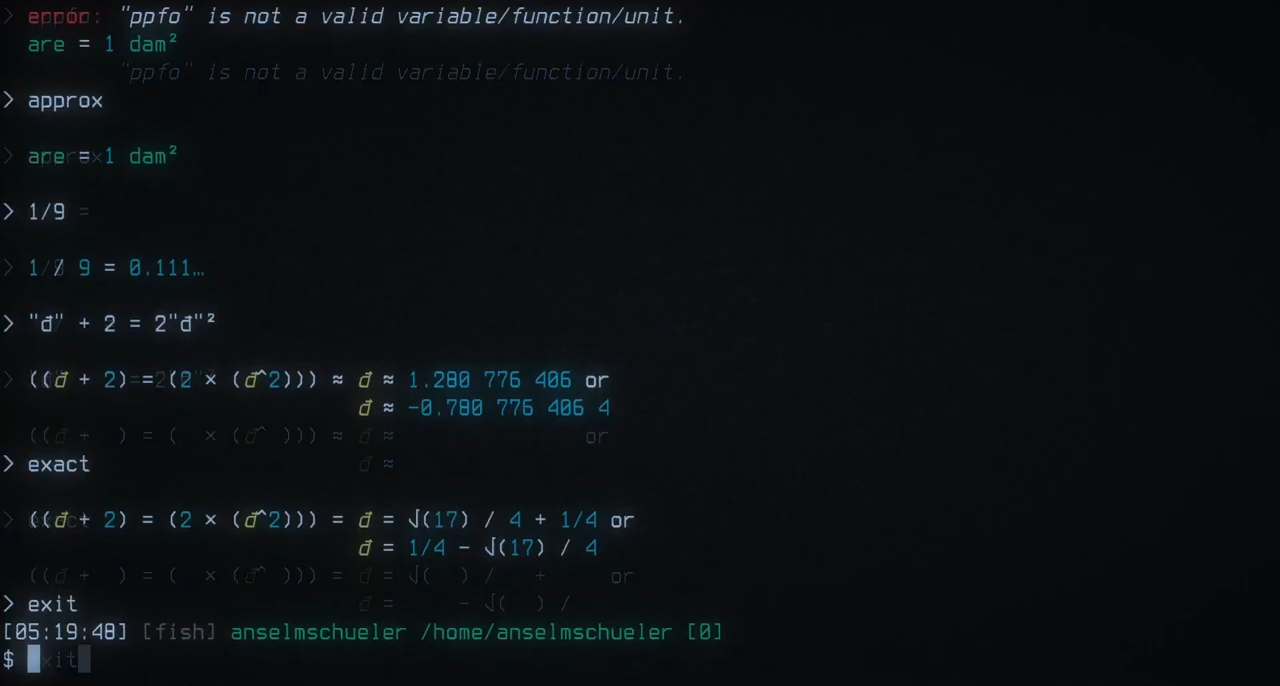 > error: "ppfo" is not a valid variable/function/unit.
are = 1 dam²
"ppfo" is not a valid variable/function/unit.
> approx
> are = 1 dam²
> 1/9 =
> 1 / 9 = 0.111…
> "đ" + 2 = 2"đ"²
> ((đ + 2) = (2 × (đ^2))) ≈ đ ≈ 1.280 776 406 or
đ ≈ -0.780 776 406 4
((đ + ) = ( × (đ^ ))) ≈ đ ≈ or
> exact đ ≈
> ((đ + 2) = (2 × (đ^2))) = đ = √(17) / 4 + 1/4 or
đ = 1/4 - √(17) / 4
((đ + ) = ( × (đ^ ))) = đ = √( ) / + or
> exit đ = - √( ) /
[05:19:48] [fish] anselmschueler /home/anselmschueler [0]
$ exit